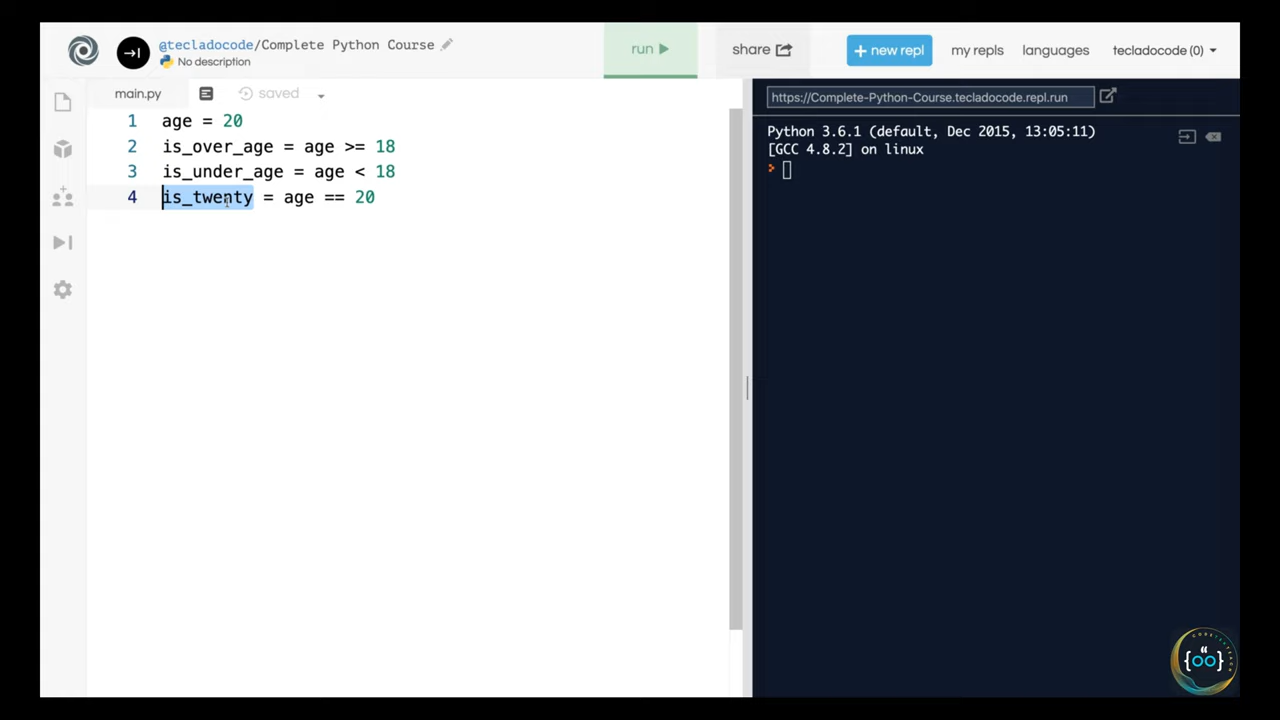 @tecladocode/Complete Python Course
No description
run
share
+ new repl
my repls
languages
tecladocode (0)
main.py
saved
https://Complete-Python-Course.tecladocode.repl.run
1 age = 20
2 is_over_age = age >= 18
3 is_under_age = age < 18
4 is_twenty = age == 20
Python 3.6.1 (default, Dec 2015, 13:05:11)
[GCC 4.8.2] on linux